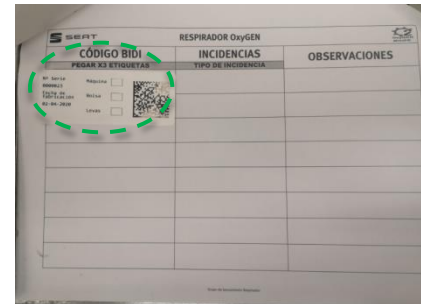 SEAT
RESPIRADOR OxyGEN
CÓDIGO BIDI
INCIDENCIAS
OBSERVACIONES
PEGAR X3 ETIQUETAS
TIPO DE INCIDENCIA
Nº Serie
Máquina
Fecha de
Fabricación
Bolsa
02-04-2020
Levas